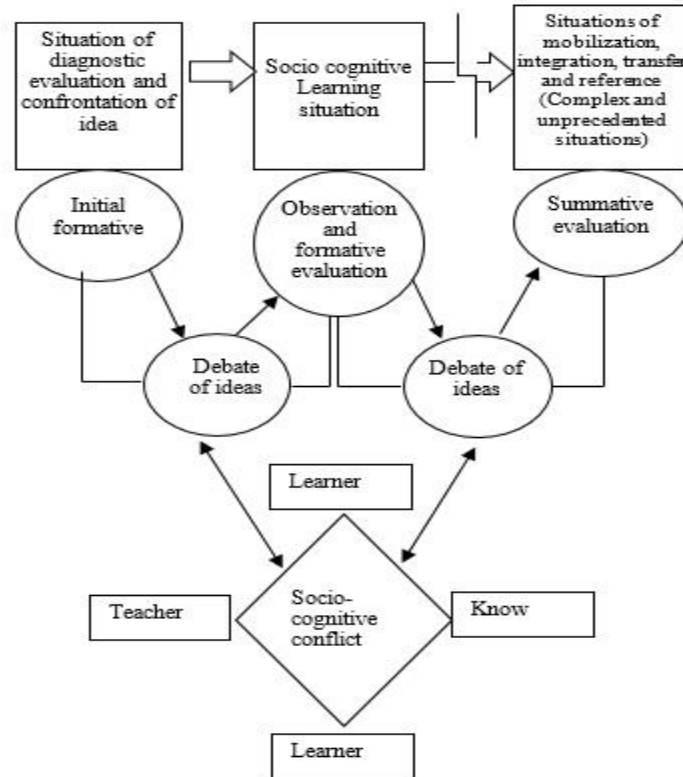 Situation of
diagnostic
evaluation and
confrontation of
idea
Socio cognitive
Learning
situation
Situations of
mobilization,
integration, transfer
and reference
(Complex and
unprecedented
situations)
Initial
formative
Observation
and
formative
evaluation
Summative
evaluation
Debate
of ideas
Debate of
ideas
Learner
Teacher
Socio-
cognitive
conflict
Know
Learner